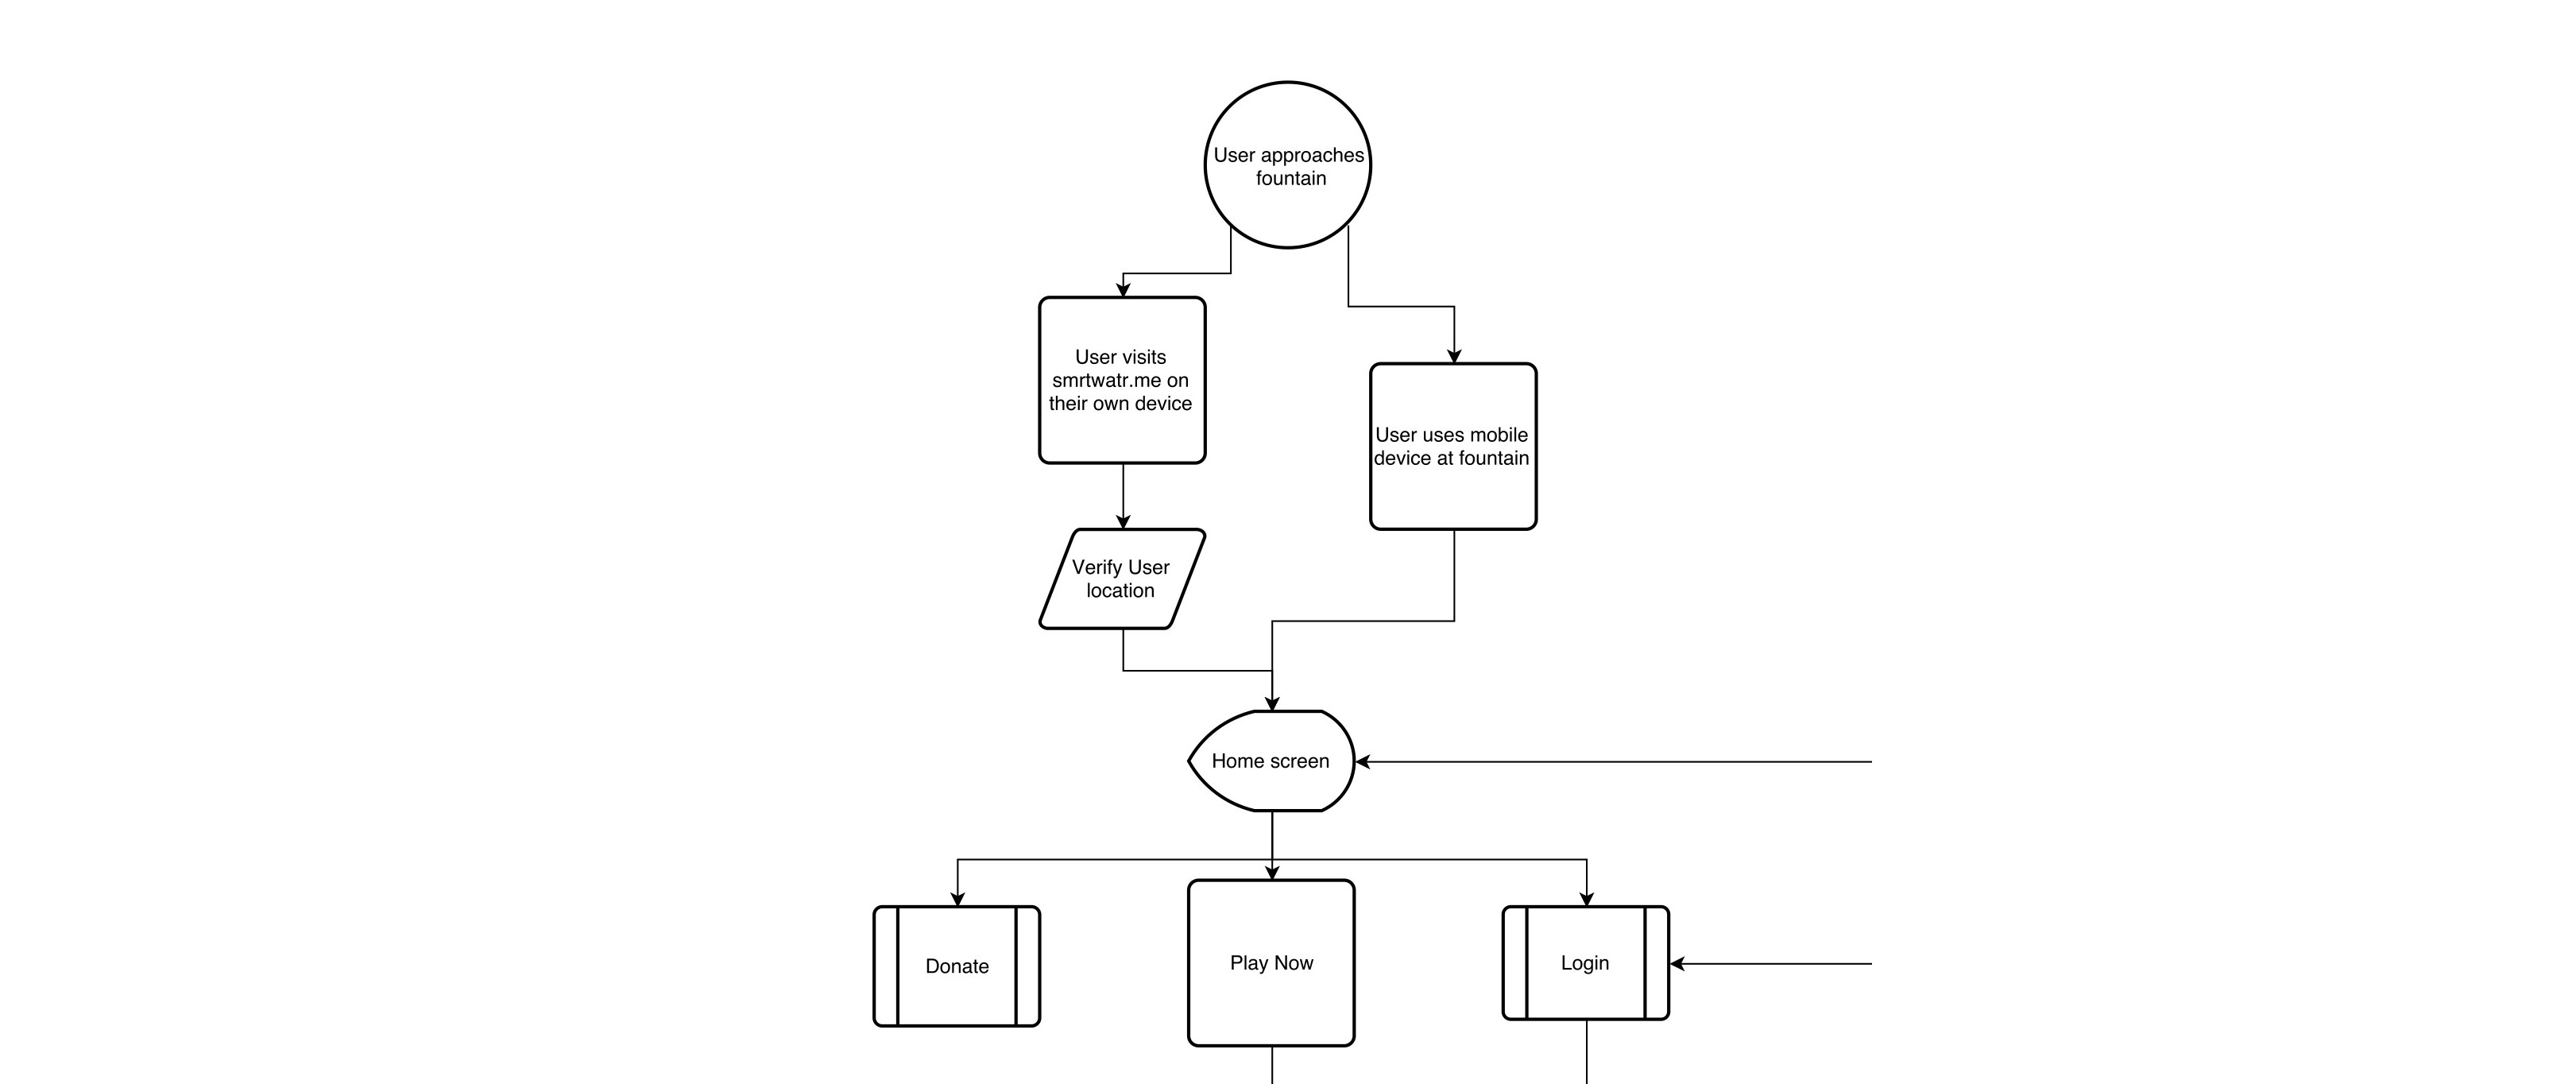 User approaches
fountain
User visits
smrtwatr.me on
their own device
User uses mobile
device at fountain
Verify User
location
Home screen
Donate
Play Now
Login